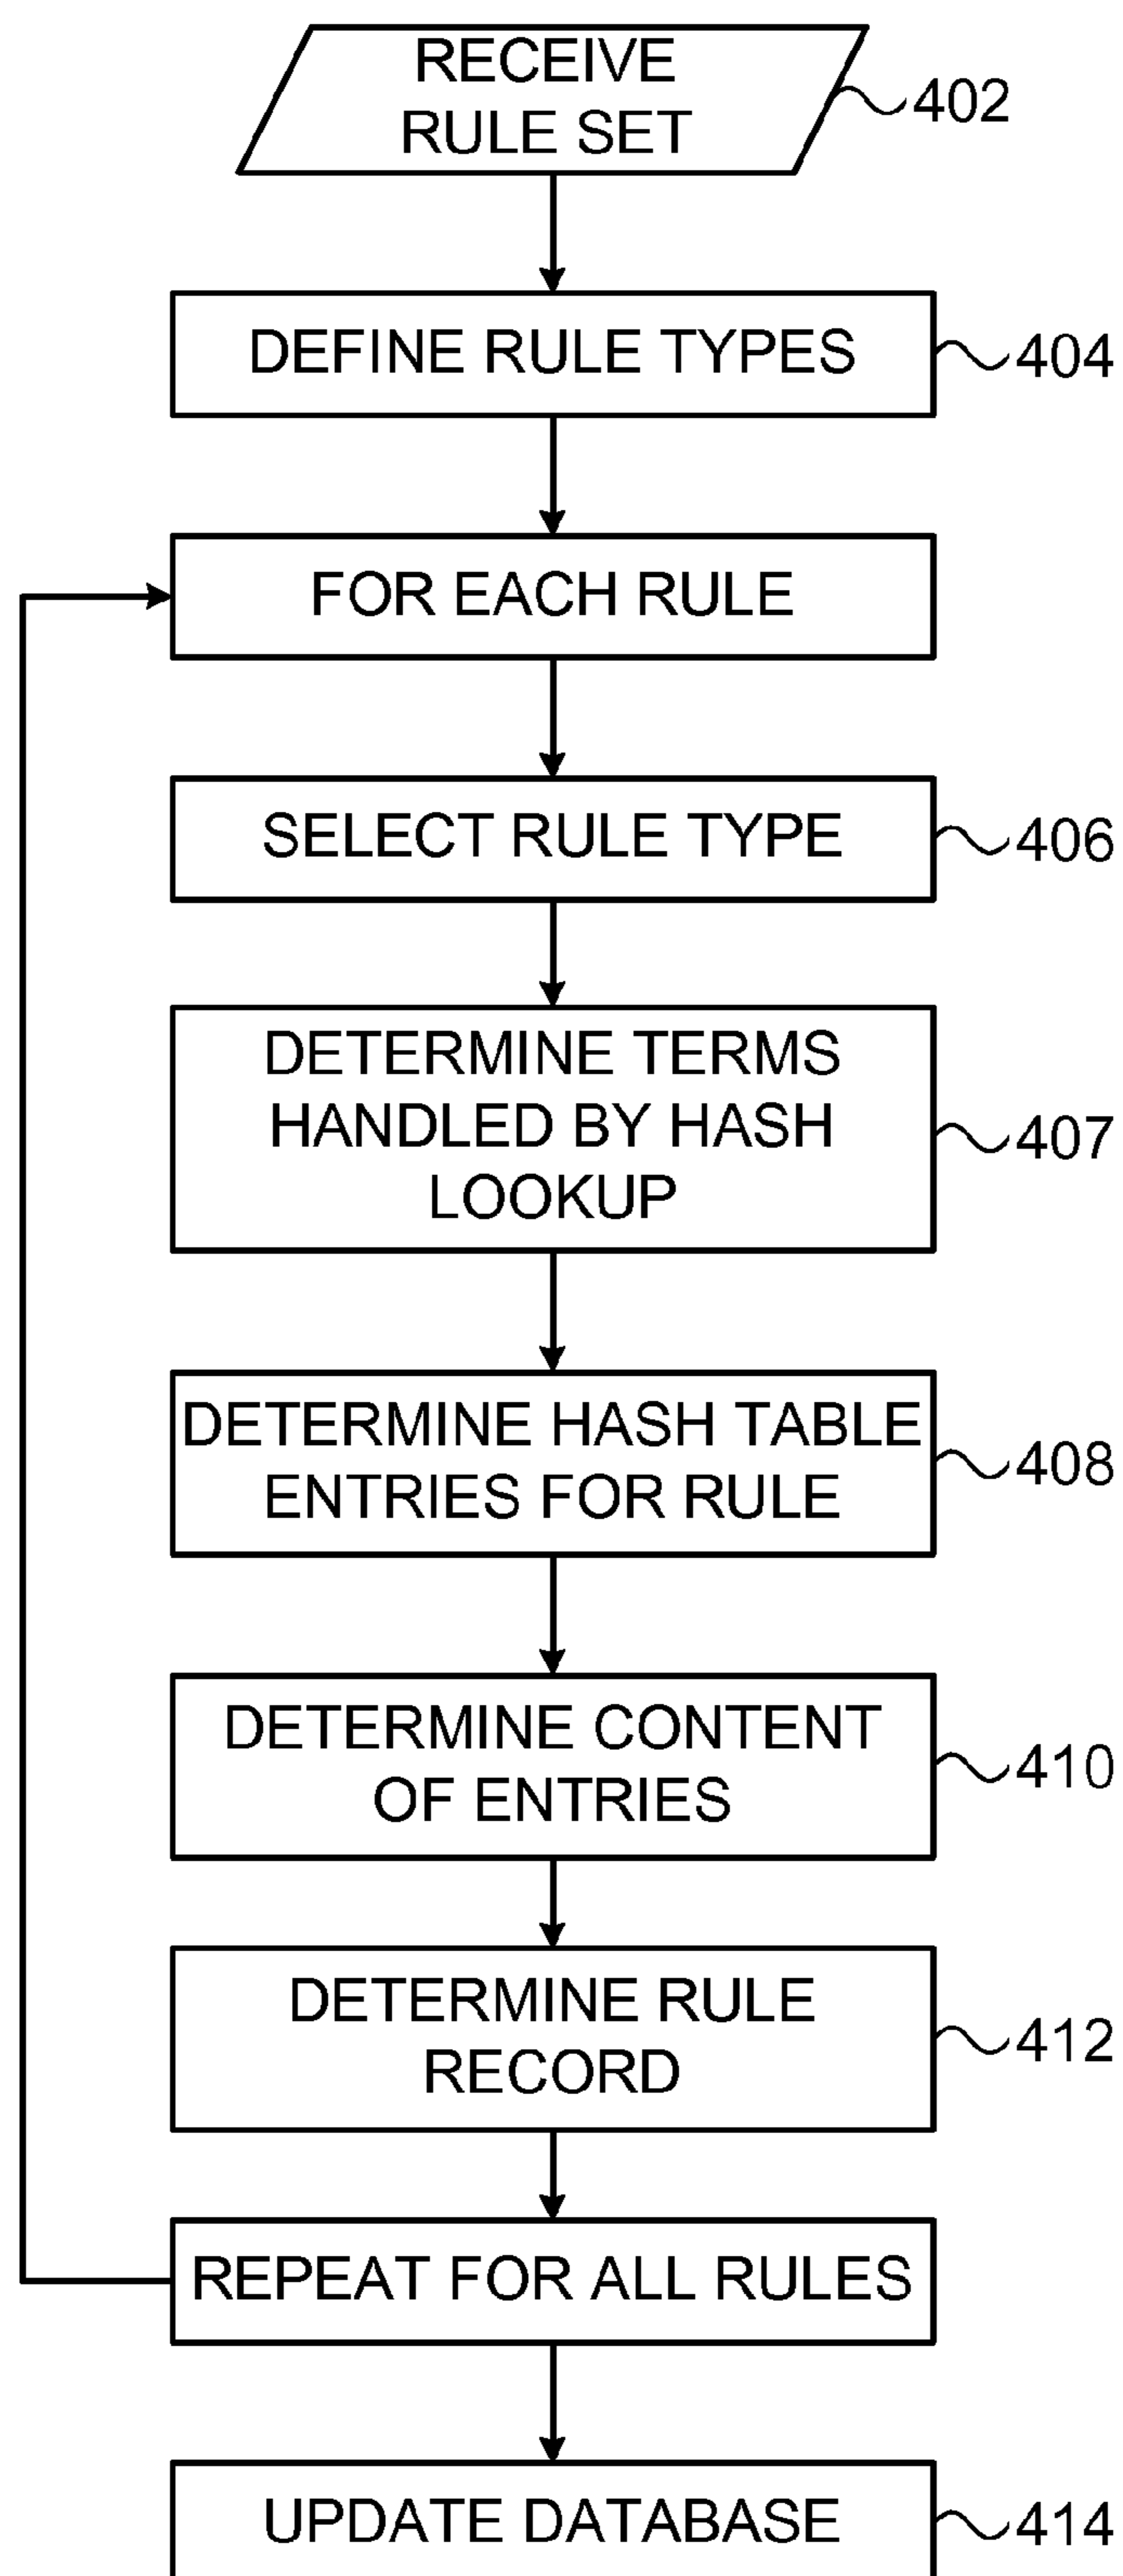 RECEIVE
RULE SET
402
DEFINE RULE TYPES
404
FOR EACH RULE
SELECT RULE TYPE
406
DETERMINE TERMS
HANDLED BY HASH
LOOKUP
407
DETERMINE HASH TABLE
ENTRIES FOR RULE
408
DETERMINE CONTENT
OF ENTRIES
410
DETERMINE RULE
RECORD
412
REPEAT FOR ALL RULES
UPDATE DATABASE
414